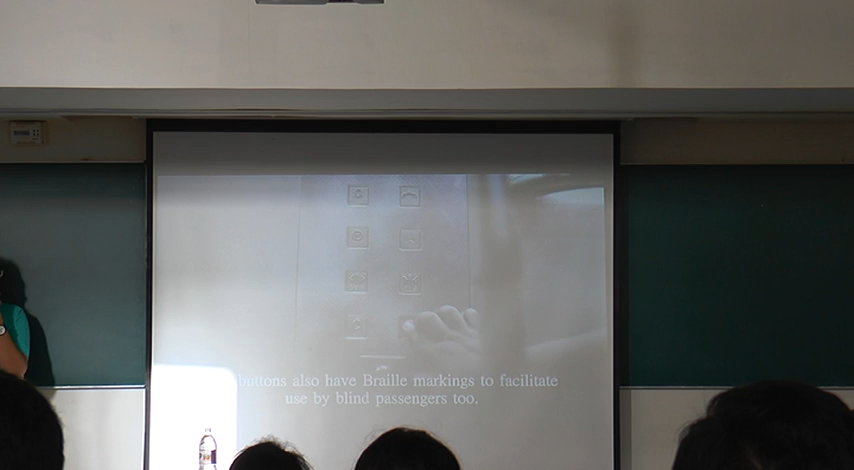 buttons also have Braille markings to facilitate
use by blind passengers too.